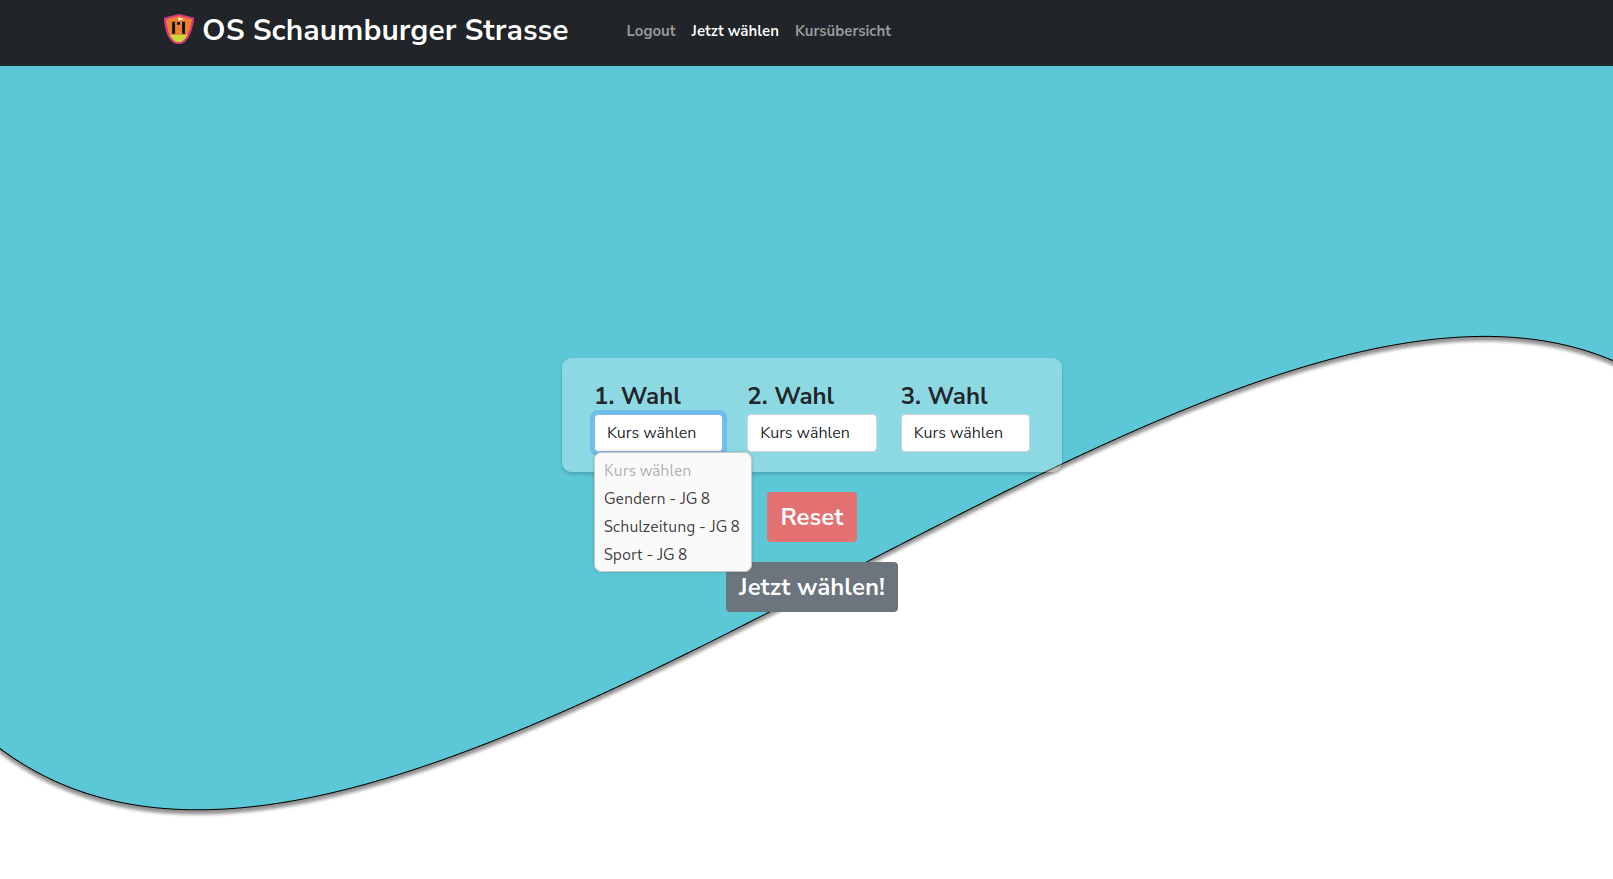 OS Schaumburger Strasse
Logout Jetzt wählen Kursübersicht
1. Wahl 2. Wahl 3. Wahl
Kurs wählen Kurs wählen Kurs wählen
Kurs wählen
Gendern - JG 8
Schulzeitung - JG 8
Sport - JG 8
Reset
Jetzt wählen!